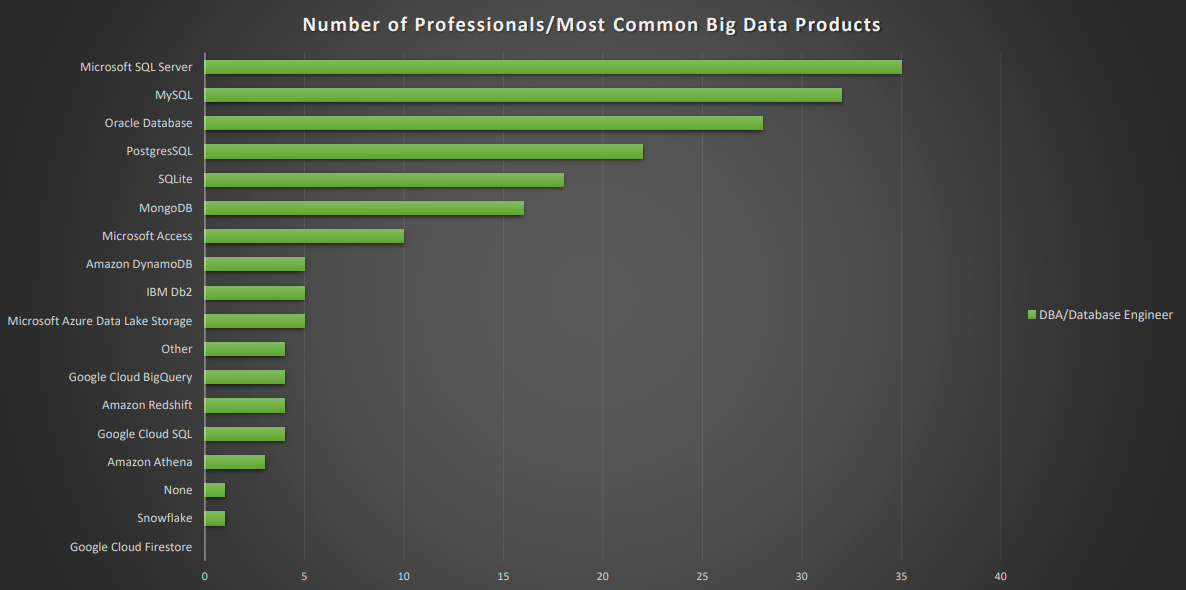 Number of Professionals/Most Common Big Data Products
Microsoft SQL Server
MySQL
Oracle Database
PostgresSQL
SQLite
MongoDB
Microsoft Access
Amazon DynamoDB
IBM Db2
Microsoft Azure Data Lake Storage
Other
Google Cloud BigQuery
Amazon Redshift
Google Cloud SQL
Amazon Athena
None
Snowflake
Google Cloud Firestore
0 5 10 15 20 25 30 35 40
DBA/Database Engineer